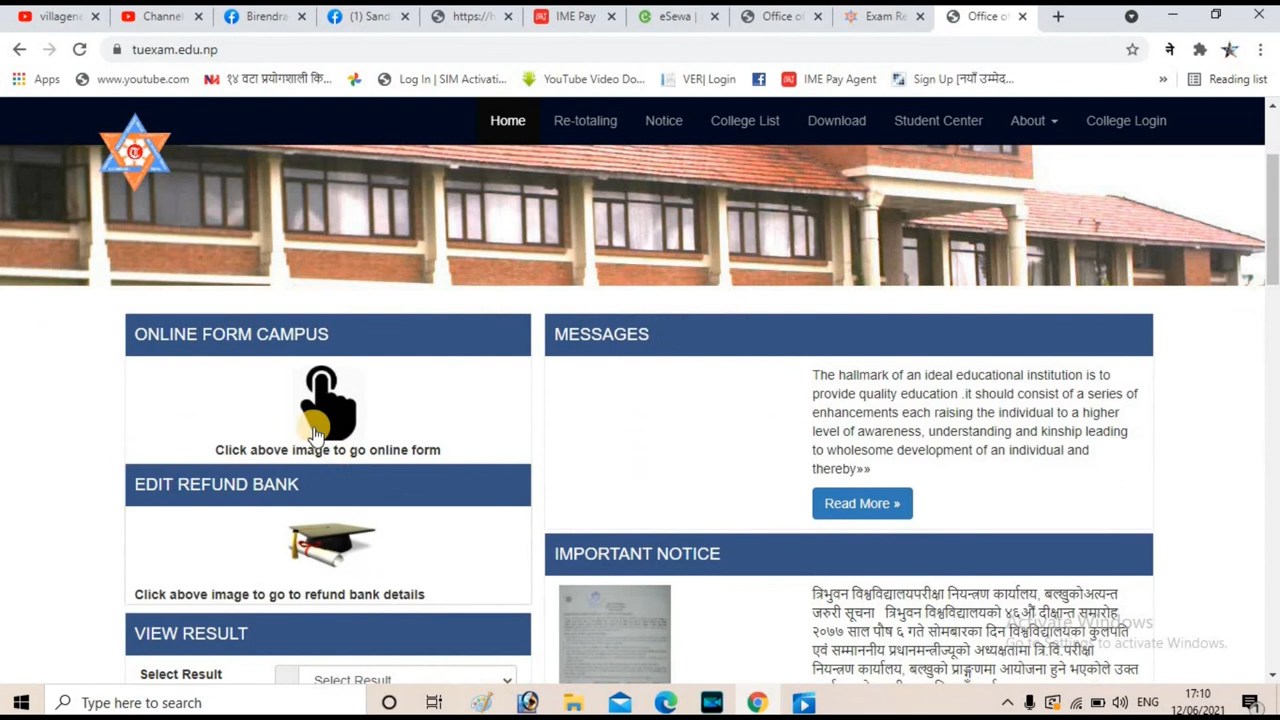 villagene
Channel
Birendra
(1) Sand
https://h
IME Pay
eSewa | 
Office of
Exam Re
Office of
tuexam.edu.np
ने
Apps
www.youtube.com
१४ वटा प्रयोगशाली कि...
Log In | SIM Activati...
YouTube Video Do...
VER| Login
IME Pay Agent
Sign Up [नयाँ उम्मेद...
»
Reading list
Home
Re-totaling
Notice
College List
Download
Student Center
About
College Login
ONLINE FORM CAMPUS
Click above image to go online form
EDIT REFUND BANK
Click above image to go to refund bank details
VIEW RESULT
Select Result
Select Result
MESSAGES
The hallmark of an ideal educational institution is to
provide quality education .it should consist of a series of
enhancements each raising the individual to a higher
level of awareness, understanding and kinship leading
to wholesome development of an individual and
thereby»»
Read More »
IMPORTANT NOTICE
त्रिभुवन विश्वविद्यालयपरीक्षा नियन्त्रण कार्यालय, बल्खुकोअत्यन्त
जरुरी सूचना त्रिभुवन विश्वविद्यालयको ४६औं दीक्षान्त समारोह
२०७७ साल पौष ६ गते सोमबारका दिन विश्वविद्यालयका कुलपति
एवं सम्माननीय प्रधानमन्त्रीज्यूको अध्यक्षतामा त्रि.वि.परीक्षा
नियन्त्रण कार्यालय, बल्खुको प्राङ्गणमा आयोजना हुने भएकोले उक्त
Activate Windows
Go to Settings to activate Windows.
Type here to search
ENG
17:10
12/06/2021